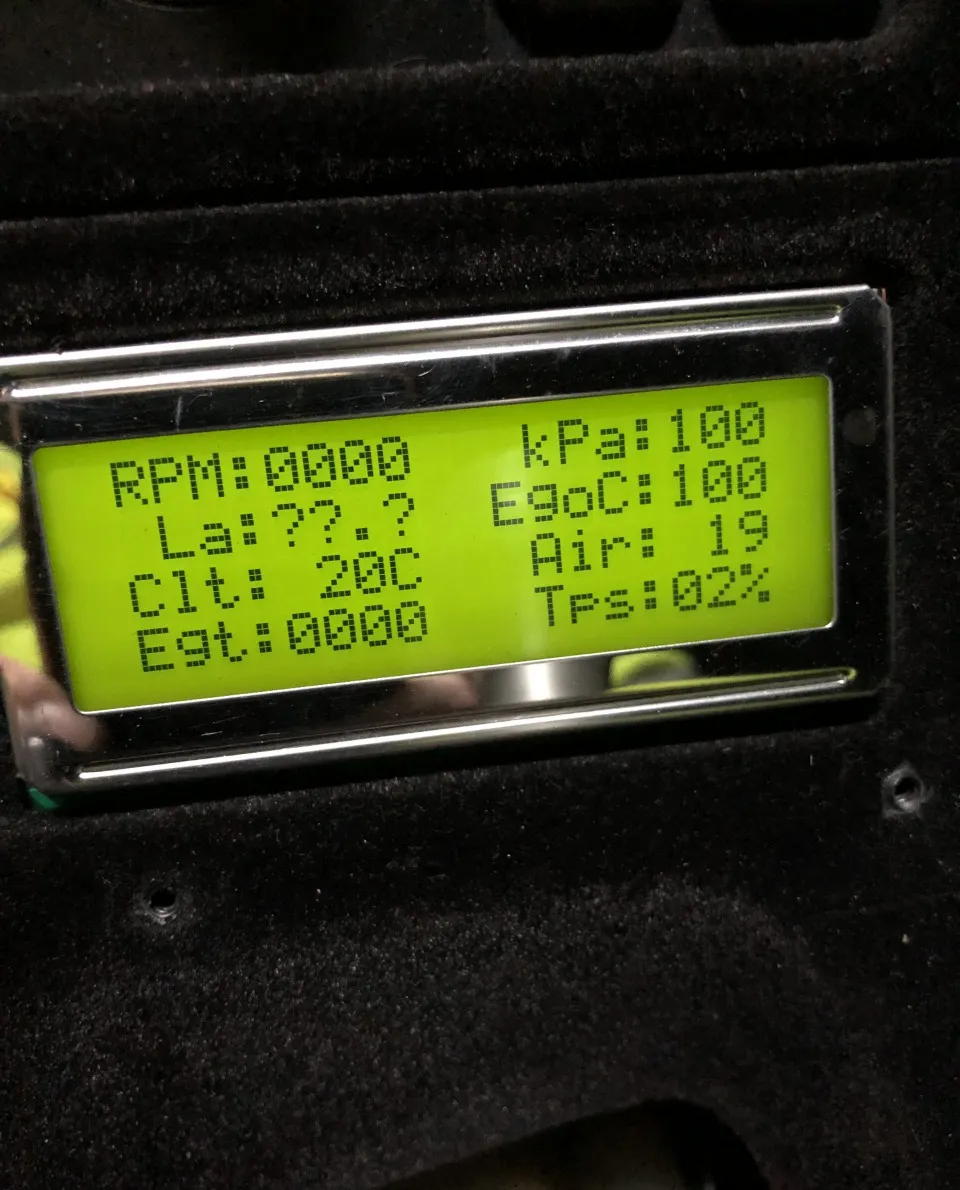 RPM:0000 kPa:100
La:??.? EgoC:100
Clt: 20C Air: 19
Egt:0000 Tps:02%